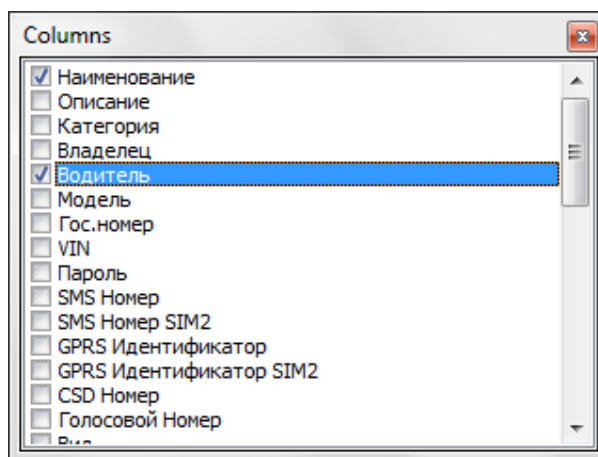 Columns
Наименование
Описание
Категория
Владелец
Водитель
Модель
Гос.номер
VIN
Пароль
SMS Номер
SMS Номер SIM2
GPRS Идентификатор
GPRS Идентификатор SIM2
CSD Номер
Голосовой Номер